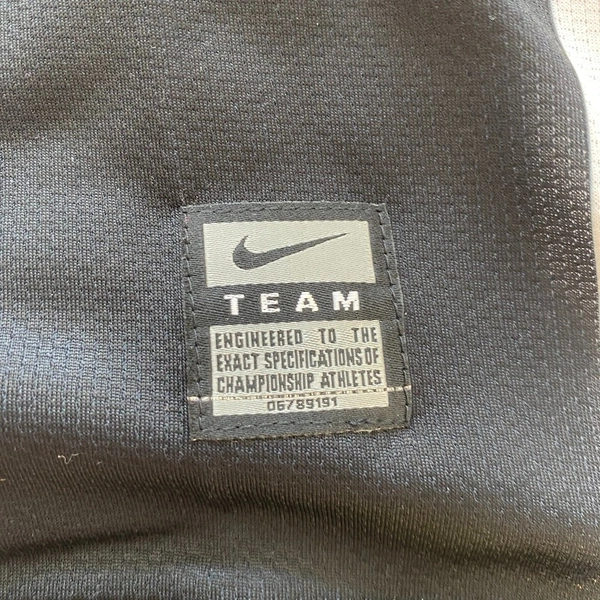 TEAM
ENGINEERED TO THE
EXACT SPECIFICATIONS OF
CHAMPIONSHIP ATHLETES
06789191